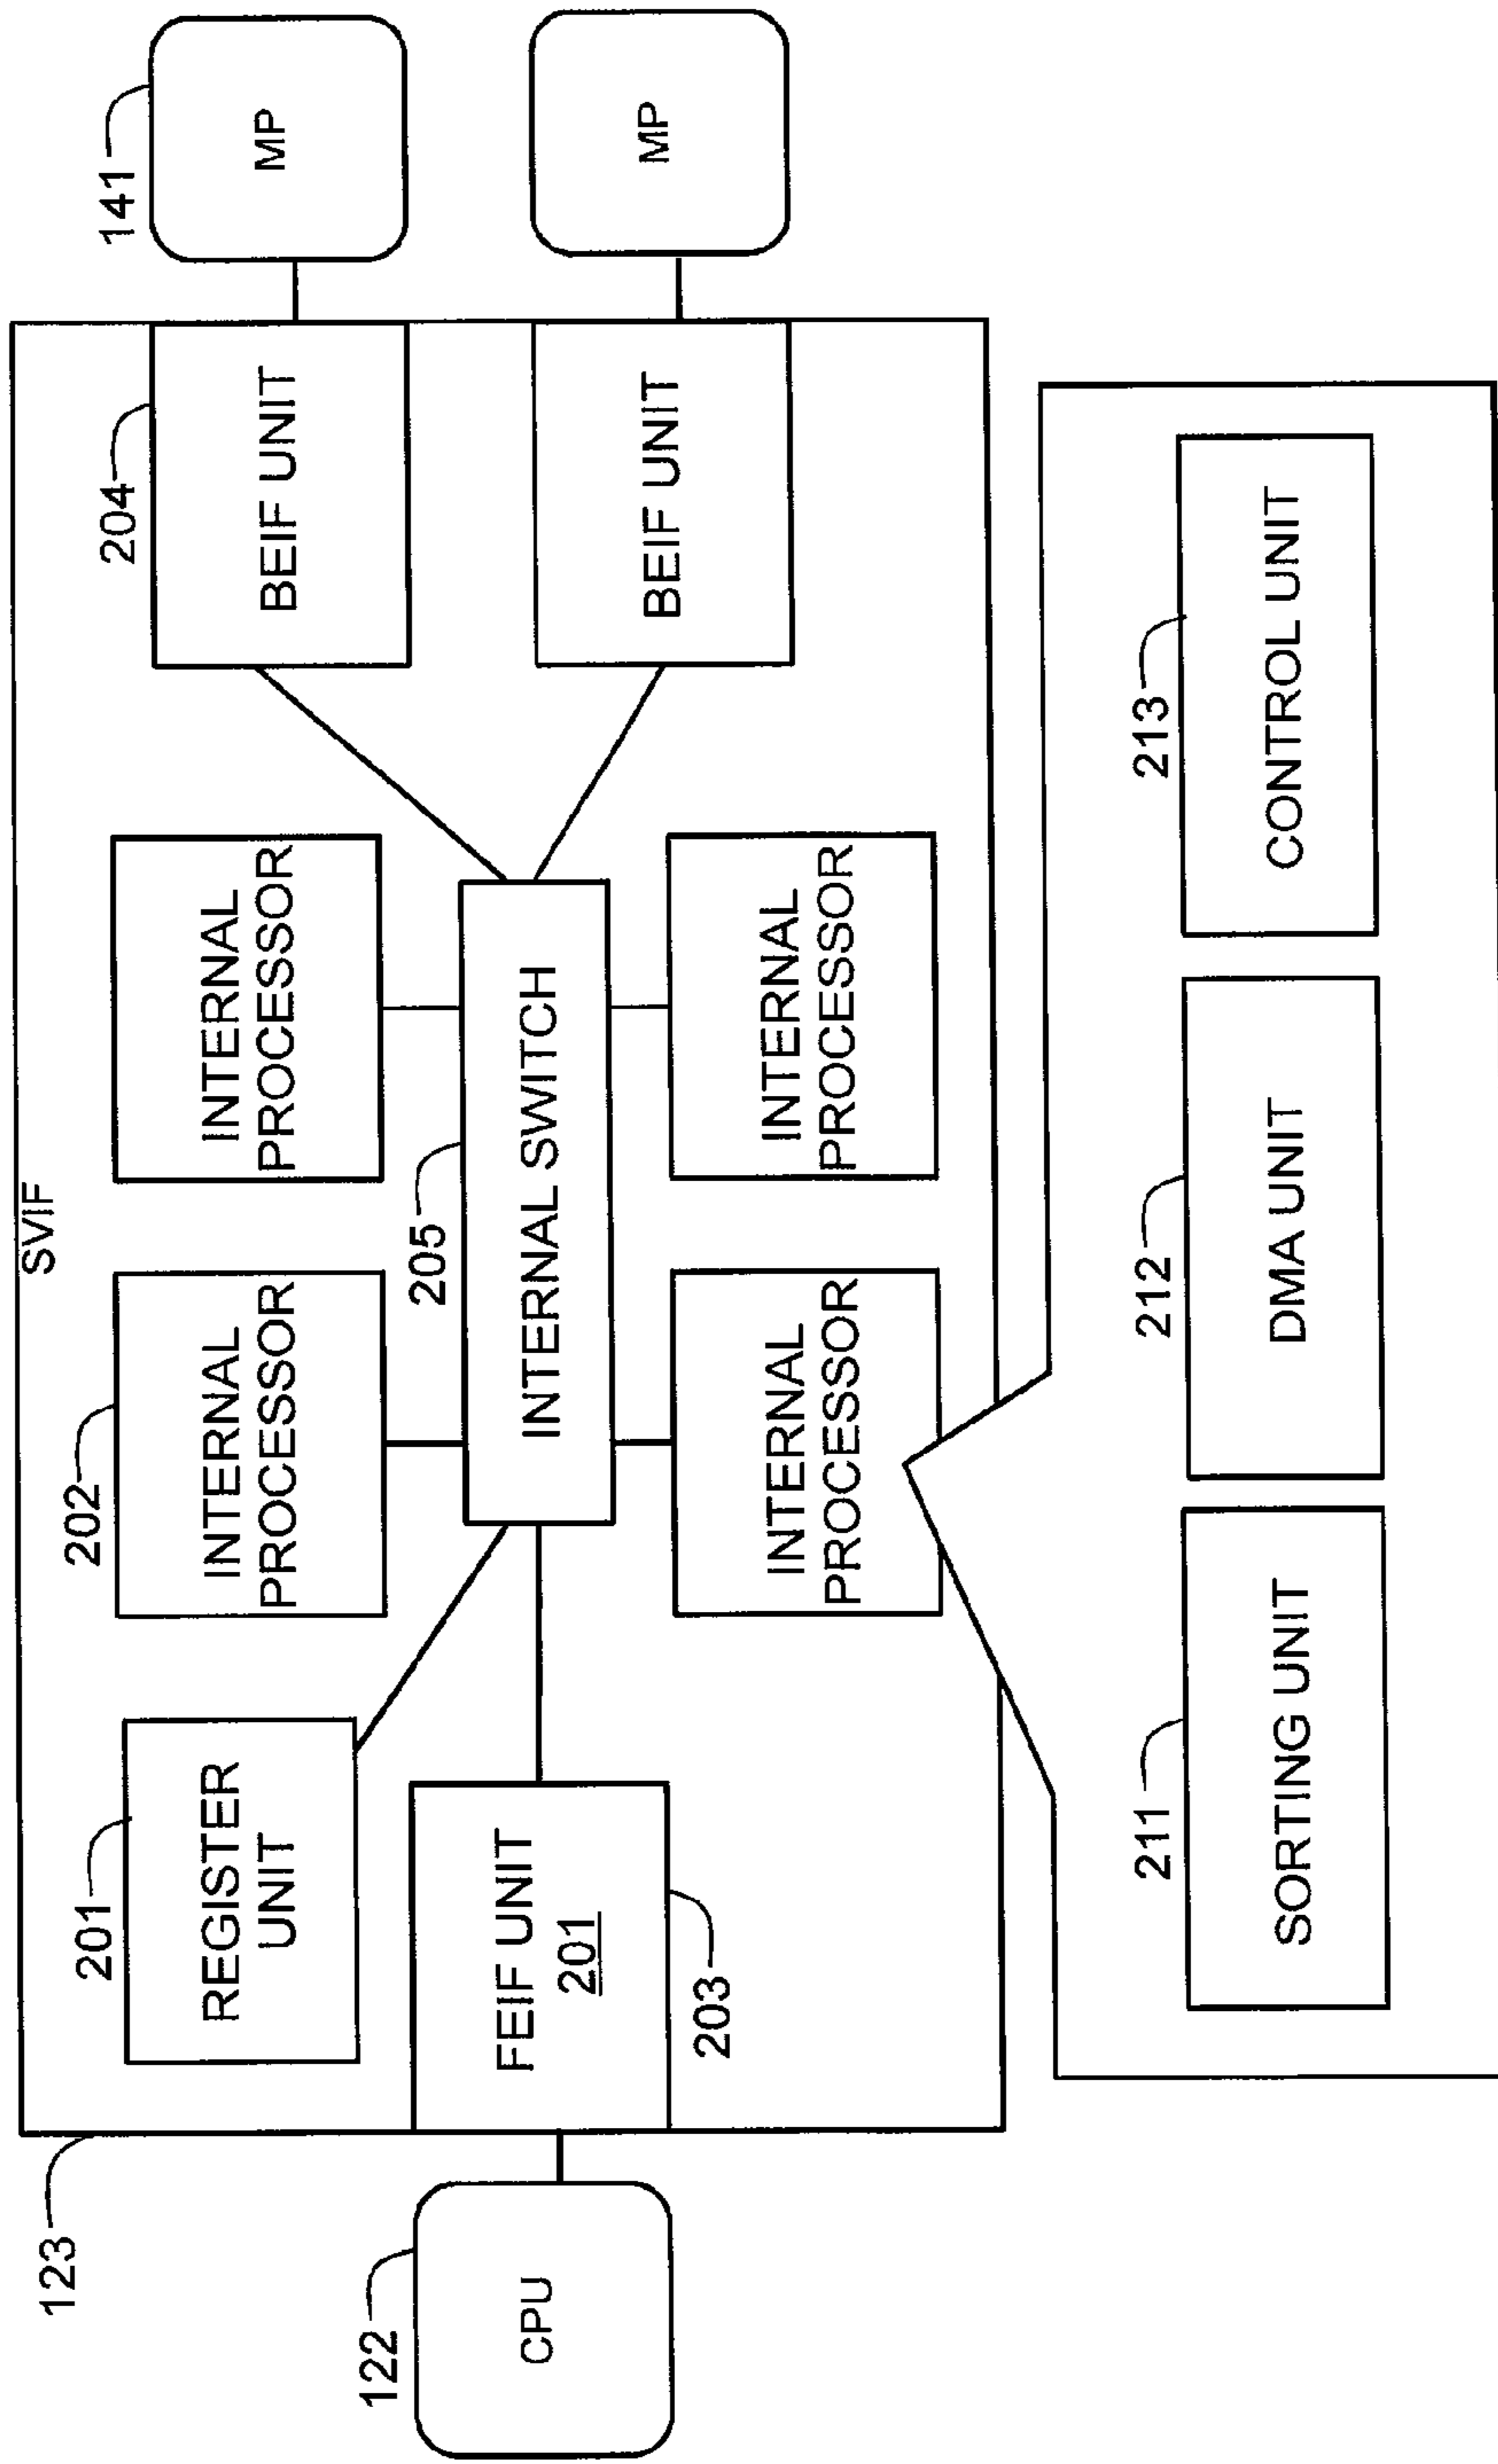 SVIF
123
201
REGISTER
UNIT
202
INTERNAL
PROCESSOR
INTERNAL
PROCESSOR
204
BEIF UNIT
141
MP
122
CPU
FEIF UNIT
201
203
205
INTERNAL SWITCH
BEIF UNIT
MP
INTERNAL
PROCESSOR
INTERNAL
PROCESSOR
211
SORTING UNIT
212
DMA UNIT
213
CONTROL UNIT